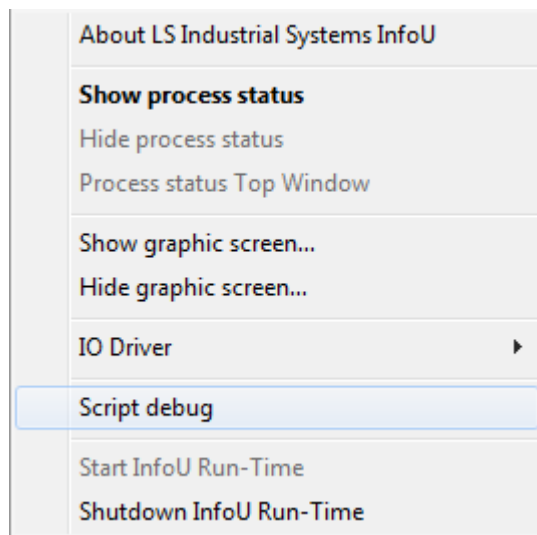 About LS Industrial Systems InfoU
Show process status
Hide process status
Process status Top Window
Show graphic screen...
Hide graphic screen...
IO Driver
Script debug
Start InfoU Run-Time
Shutdown InfoU Run-Time